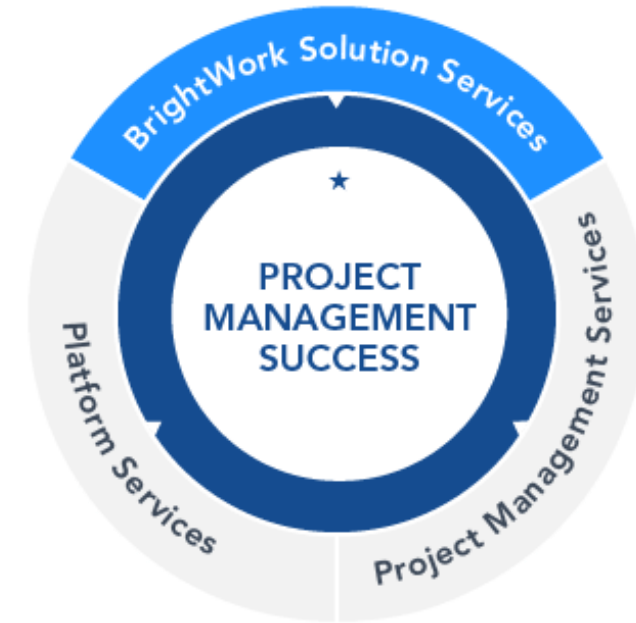 BrightWork Solution Services
PROJECT
MANAGEMENT
SUCCESS
Platform Services
Project Management Services